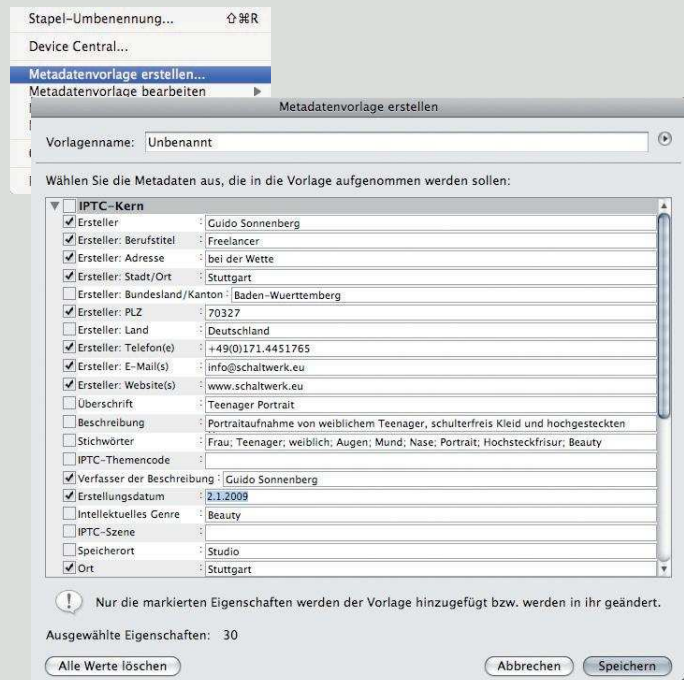 Stapel-Umbenennung... ⇧⌘R
Device Central...
Metadatenvorlage erstellen...
Metadatenvorlage bearbeiten
Metadatenvorlage erstellen
Vorlagenname: Unbenannt
Wählen Sie die Metadaten aus, die in die Vorlage aufgenommen werden sollen:
IPTC-Kern
Ersteller : Guido Sonnenberg
Ersteller: Berufstitel : Freelancer
Ersteller: Adresse : bei der Wette
Ersteller: Stadt/Ort : Stuttgart
Ersteller: Bundesland/Kanton : Baden-Wuerttemberg
Ersteller: PLZ : 70327
Ersteller: Land : Deutschland
Ersteller: Telefon(e) : +49(0)171.4451765
Ersteller: E-Mail(s) : info@schaltwerk.eu
Ersteller: Website(s) : www.schaltwerk.eu
Überschrift : Teenager Portrait
Beschreibung : Portraitaufnahme von weiblichem Teenager, schulterfreis Kleid und hochgesteckten
Stichwörter : Frau; Teenager; weiblich; Augen; Mund; Nase; Portrait; Hochsteckfrisur; Beauty
IPTC-Themencode :
Verfasser der Beschreibung : Guido Sonnenberg
Erstellungsdatum : 2.1.2009
Intellektuelles Genre : Beauty
IPTC-Szene :
Speicherort : Studio
Ort : Stuttgart
Nur die markierten Eigenschaften werden der Vorlage hinzugefügt bzw. werden in ihr geändert.
Ausgewählte Eigenschaften: 30
Alle Werte löschen Abbrechen Speichern